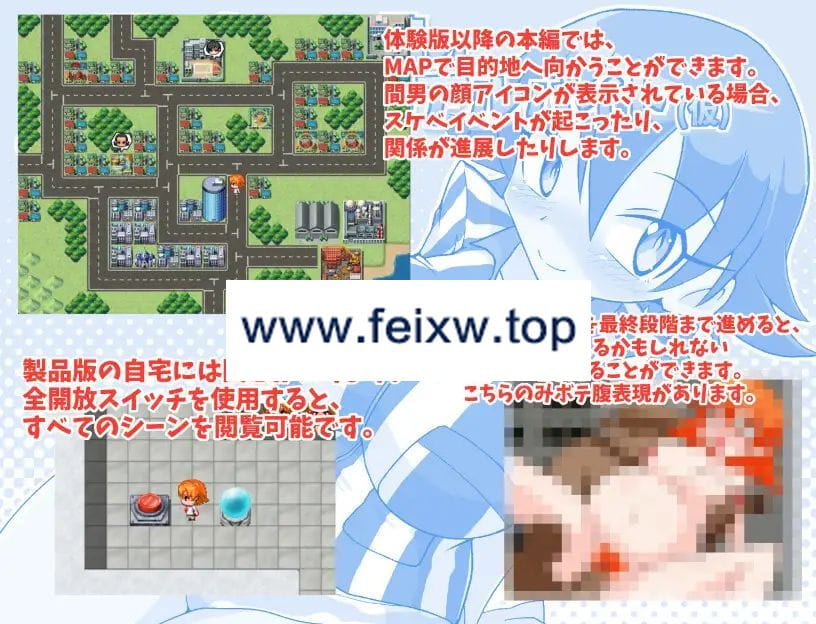 体験版以降の本編では、
MAPで目的地へ向かうことができます。
間男の顔アイコンが表示されている場合、
スケベイベントが起こったり、
関係が進展したりします。
(仮)
www.feixw.top
を最終段階まで進めると、
るかもしれない
ることができます。
こちらのみボテ腹表現があります。
製品版の自宅には
全開放スイッチを使用すると、
すべてのシーンを閲覧可能です。